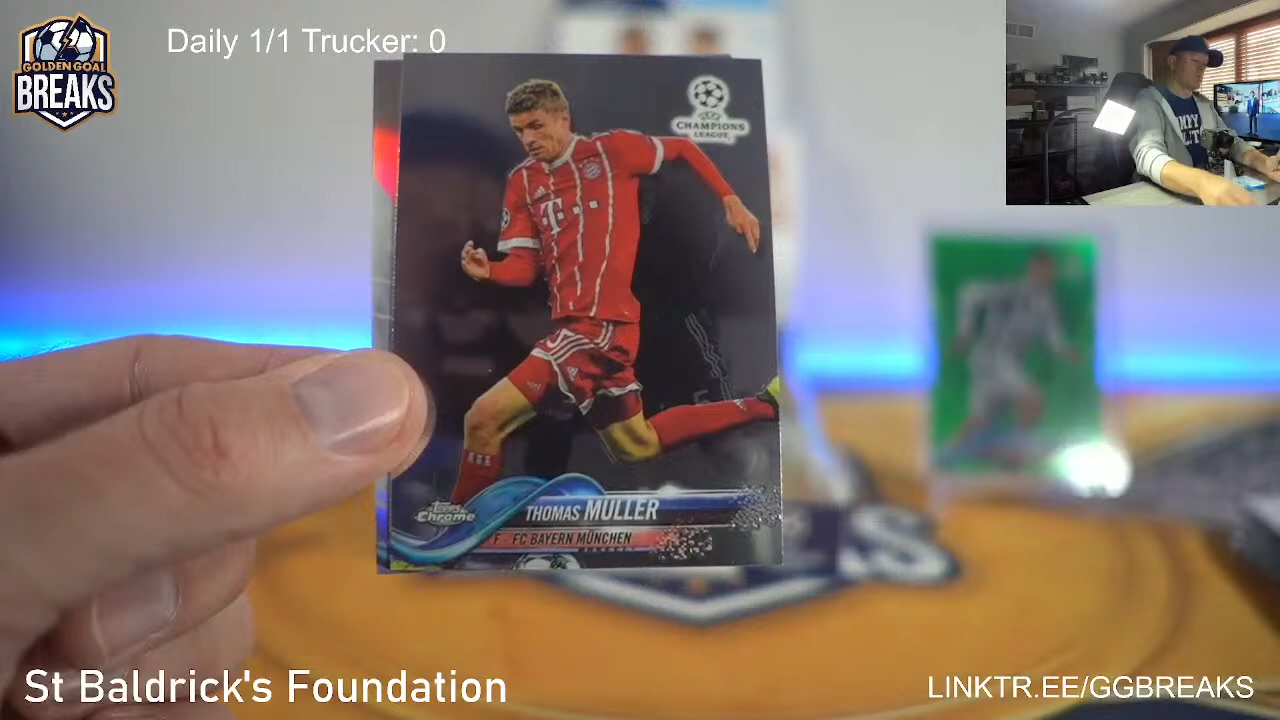 GOLDEN GOAL
BREAKS
Daily 1/1 Trucker: 0
CHAMPIONS
LEAGUE
T
TOPPS
Chrome
THOMAS MULLER
F - FC BAYERN MÜNCHEN
St Baldrick's Foundation
LINKTR.EE/GGBREAKS